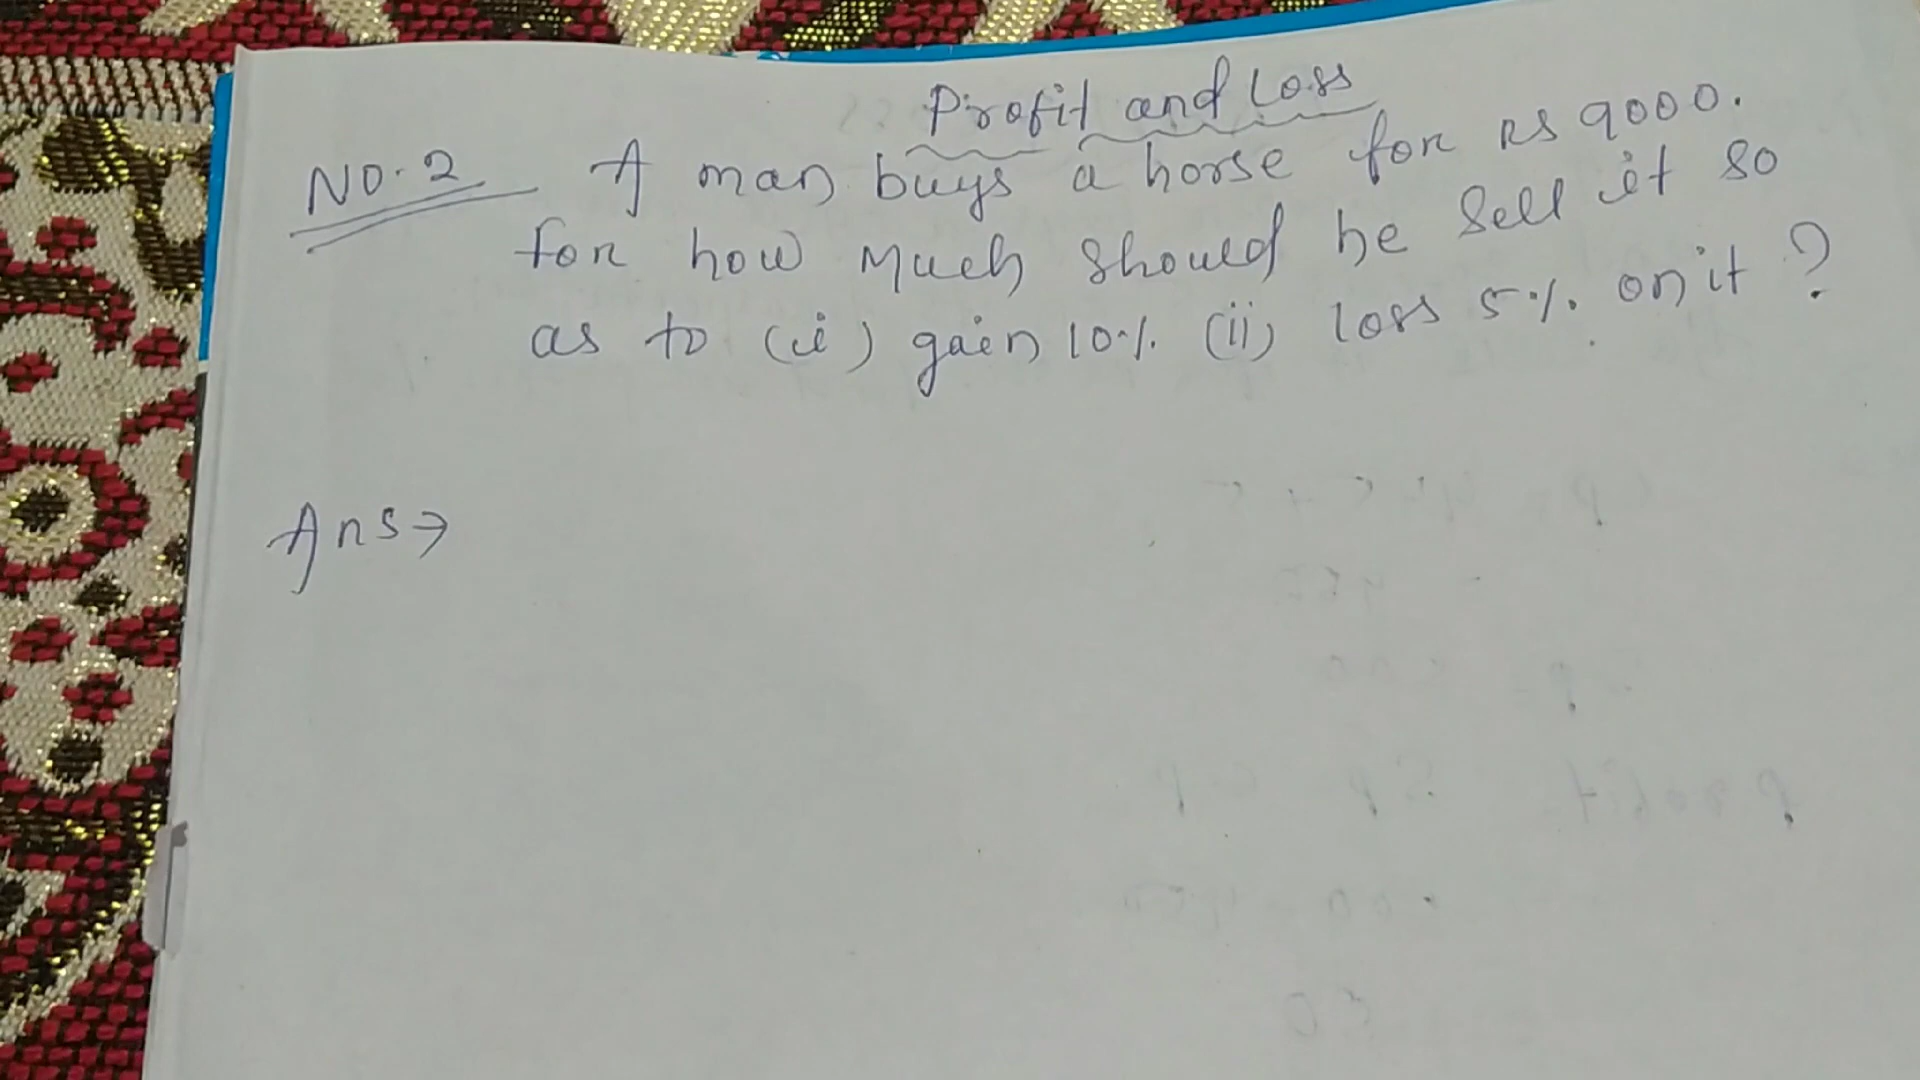 Profit and Loss
NO. 2 A man buys a horse for Rs 9000.
for how much should he sell it so
as to (i) gain 10%. (ii) loss 5%. on it ?
Ans →